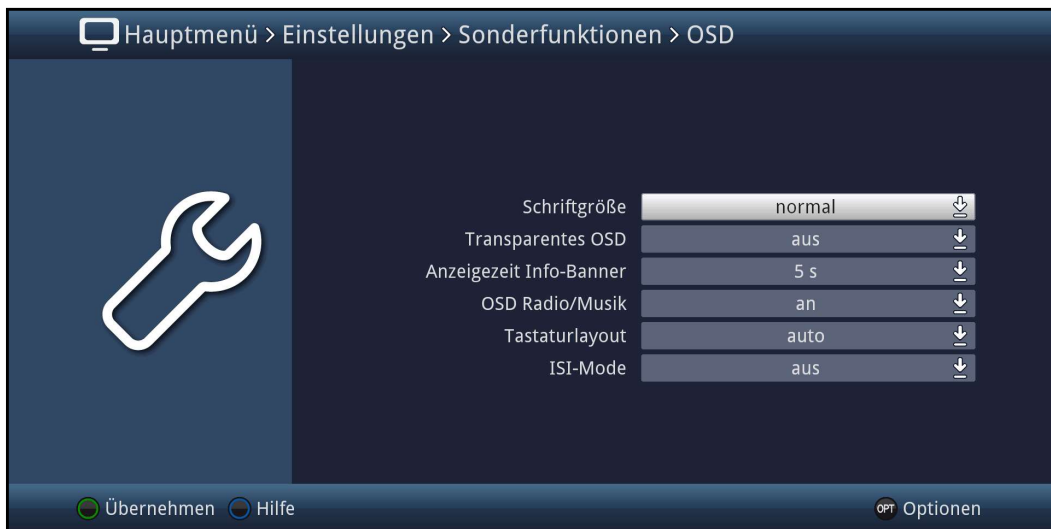 Hauptmenü > Einstellungen > Sonderfunktionen > OSD
Schriftgröße normal
Transparentes OSD aus
Anzeigezeit Info-Banner 5 s
OSD Radio/Musik an
Tastaturlayout auto
ISI-Mode aus
Übernehmen Hilfe OPT Optionen